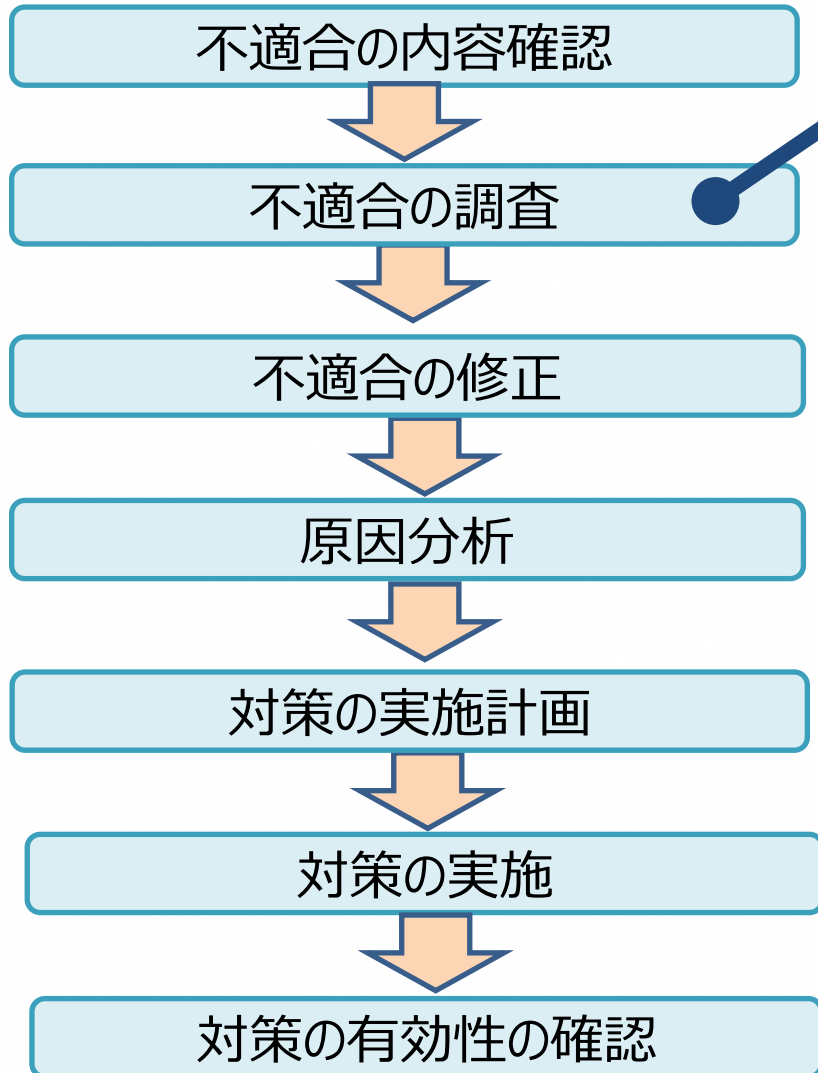 不適合の内容確認
不適合の調査
不適合の修正
原因分析
対策の実施計画
対策の実施
対策の有効性の確認